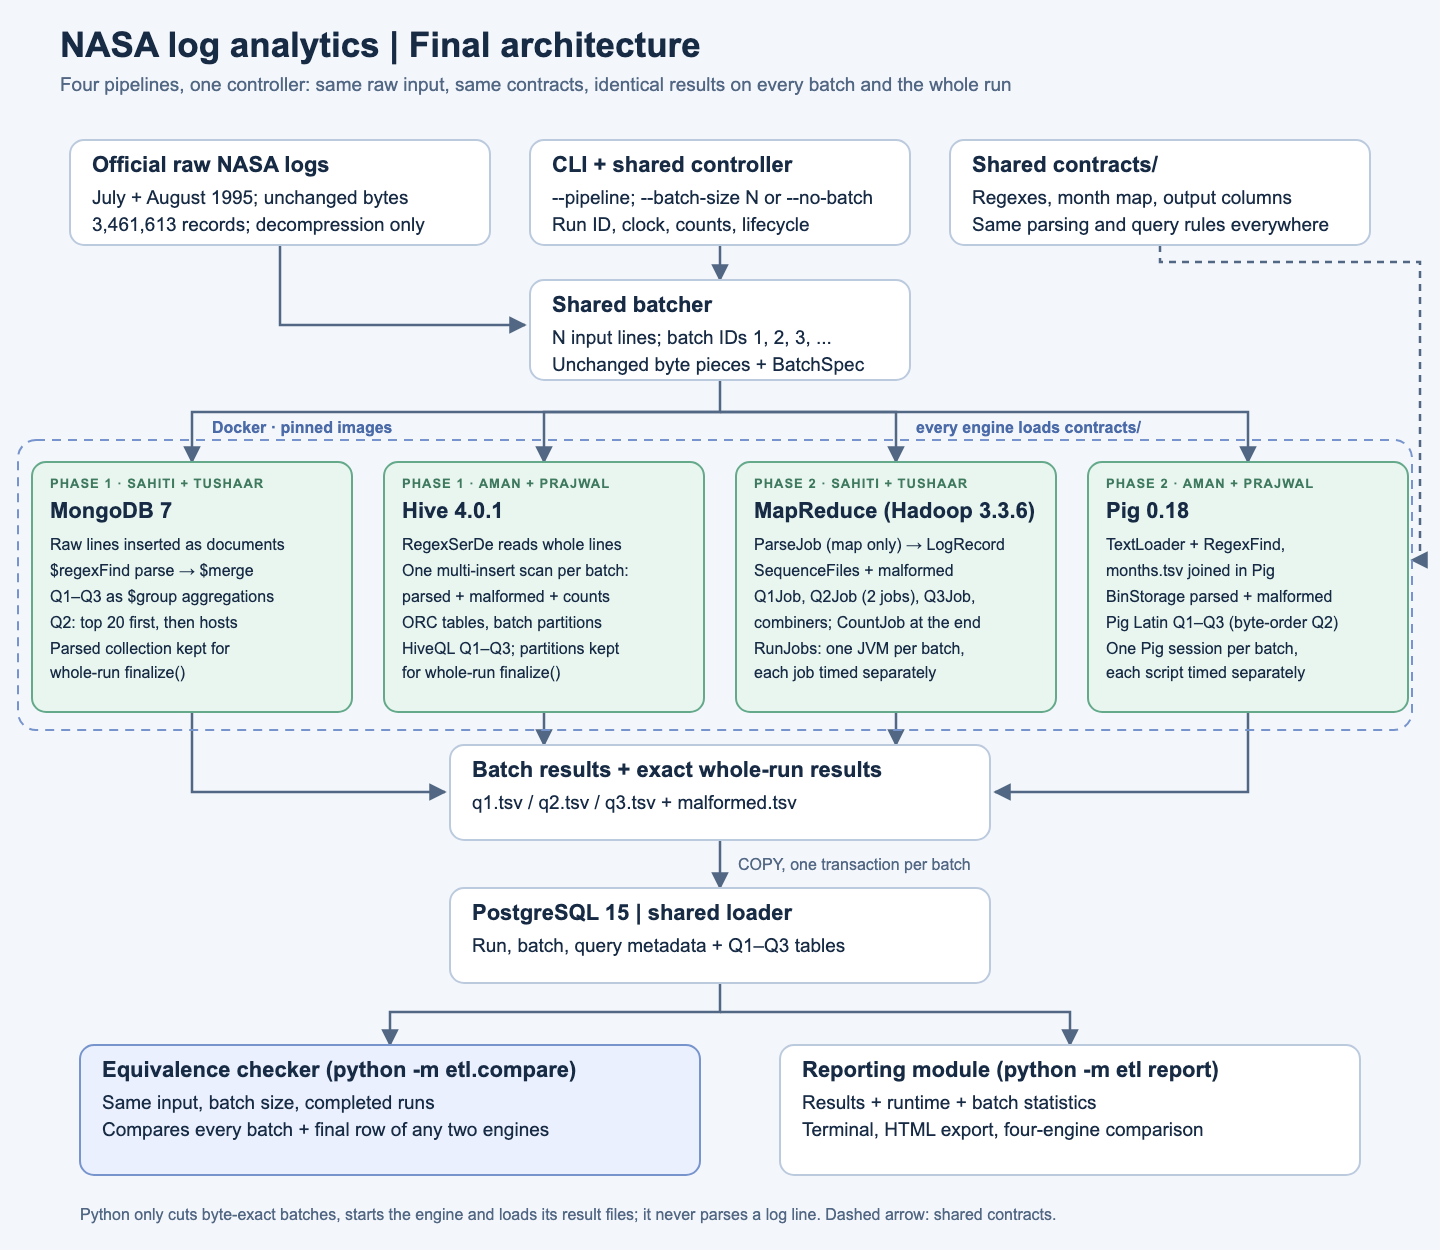 NASA log analytics | Final architecture
Four pipelines, one controller: same raw input, same contracts, identical results on every batch and the whole run
Official raw NASA logs
July + August 1995; unchanged bytes
3,461,613 records; decompression only
CLI + shared controller
--pipeline; --batch-size N or --no-batch
Run ID, clock, counts, lifecycle
Shared contracts/
Regexes, month map, output columns
Same parsing and query rules everywhere
Shared batcher
N input lines; batch IDs 1, 2, 3, ...
Unchanged byte pieces + BatchSpec
Docker · pinned images
every engine loads contracts/
PHASE 1 · SAHITI + TUSHAAR
MongoDB 7
Raw lines inserted as documents
$regexFind parse → $merge
Q1–Q3 as $group aggregations
Q2: top 20 first, then hosts
Parsed collection kept for
whole-run finalize()
PHASE 1 · AMAN + PRAJWAL
Hive 4.0.1
RegexSerDe reads whole lines
One multi-insert scan per batch:
parsed + malformed + counts
ORC tables, batch partitions
HiveQL Q1–Q3; partitions kept
for whole-run finalize()
PHASE 2 · SAHITI + TUSHAAR
MapReduce (Hadoop 3.3.6)
ParseJob (map only) → LogRecord
SequenceFiles + malformed
Q1Job, Q2Job (2 jobs), Q3Job,
combiners; CountJob at the end
RunJobs: one JVM per batch,
each job timed separately
PHASE 2 · AMAN + PRAJWAL
Pig 0.18
TextLoader + RegexFind,
months.tsv joined in Pig
BinStorage parsed + malformed
Pig Latin Q1–Q3 (byte-order Q2)
One Pig session per batch,
each script timed separately
Batch results + exact whole-run results
q1.tsv / q2.tsv / q3.tsv + malformed.tsv
COPY, one transaction per batch
PostgreSQL 15 | shared loader
Run, batch, query metadata + Q1–Q3 tables
Equivalence checker (python -m etl.compare)
Same input, batch size, completed runs
Compares every batch + final row of any two engines
Reporting module (python -m etl report)
Results + runtime + batch statistics
Terminal, HTML export, four-engine comparison
Python only cuts byte-exact batches, starts the engine and loads its result files; it never parses a log line. Dashed arrow: shared contracts.